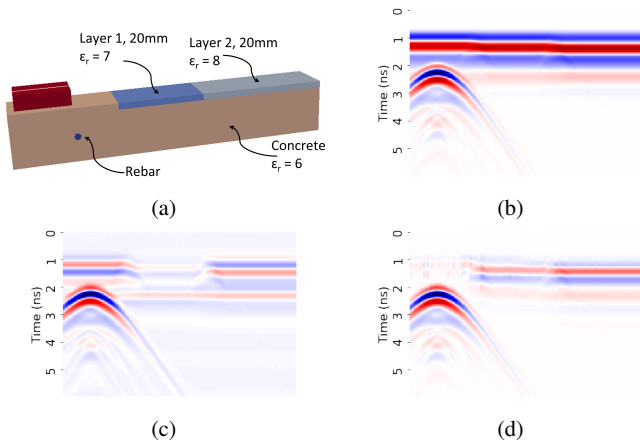 Layer 1, 20mm
εr = 7
Layer 2, 20mm
εr = 8
Rebar
Concrete
εr = 6
(a)
0
1
2
3
4
5
Time (ns)
(b)
0
1
2
3
4
5
Time (ns)
(c)
0
1
2
3
4
5
Time (ns)
(d)